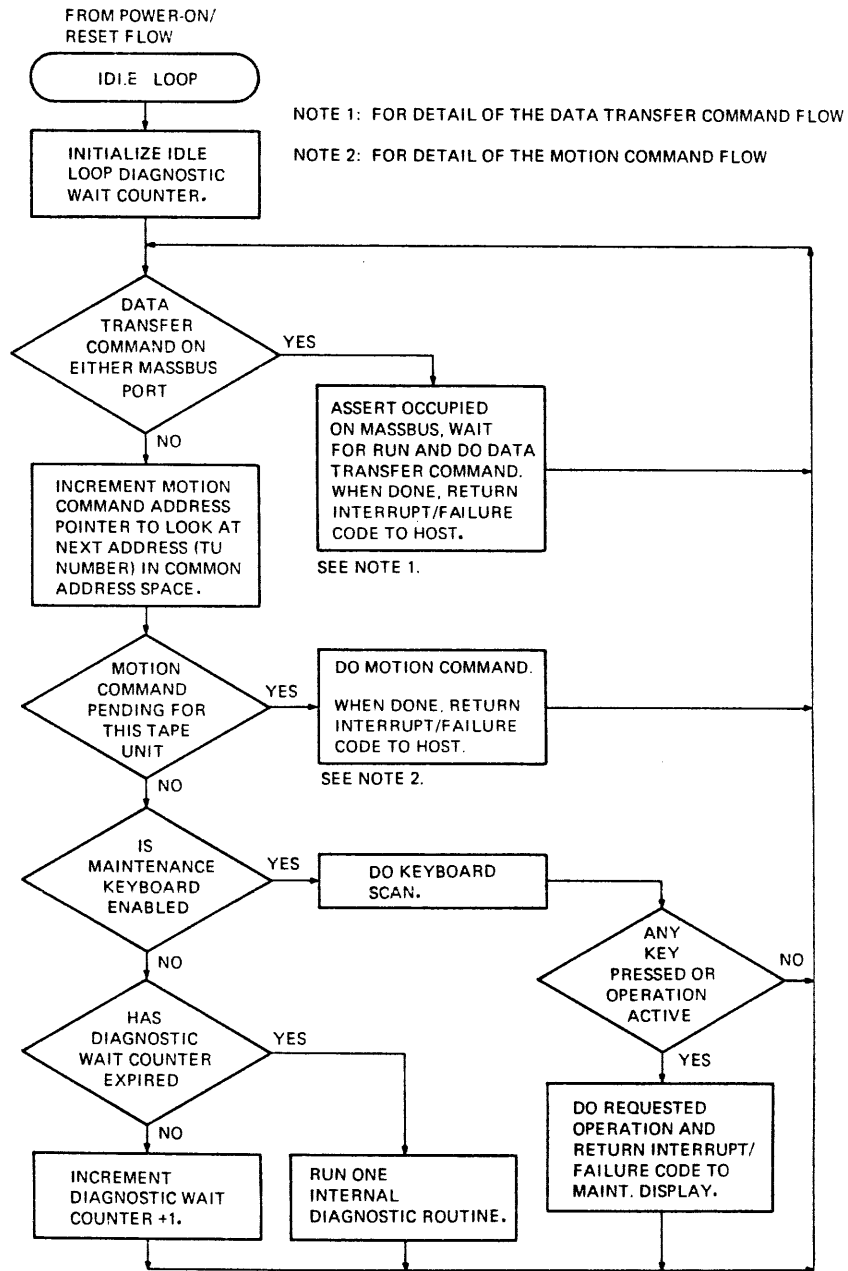 FROM POWER-ON/
RESET FLOW
IDLE LOOP
NOTE 1: FOR DETAIL OF THE DATA TRANSFER COMMAND FLOW
NOTE 2: FOR DETAIL OF THE MOTION COMMAND FLOW
INITIALIZE IDLE
LOOP DIAGNOSTIC
WAIT COUNTER.
DATA
TRANSFER
COMMAND ON
EITHER MASSBUS
PORT
YES
NO
ASSERT OCCUPIED
ON MASSBUS, WAIT
FOR RUN AND DO DATA
TRANSFER COMMAND.
WHEN DONE, RETURN
INTERRUPT/FAILURE
CODE TO HOST.
SEE NOTE 1.
INCREMENT MOTION
COMMAND ADDRESS
POINTER TO LOOK AT
NEXT ADDRESS (TU
NUMBER) IN COMMON
ADDRESS SPACE.
MOTION
COMMAND
PENDING FOR
THIS TAPE
UNIT
YES
NO
DO MOTION COMMAND.
WHEN DONE, RETURN
INTERRUPT/FAILURE
CODE TO HOST.
SEE NOTE 2.
IS
MAINTENANCE
KEYBOARD
ENABLED
YES
NO
DO KEYBOARD
SCAN.
ANY
KEY
PRESSED OR
OPERATION
ACTIVE
NO
YES
HAS
DIAGNOSTIC
WAIT COUNTER
EXPIRED
YES
NO
DO REQUESTED
OPERATION AND
RETURN INTERRUPT/
FAILURE CODE TO
MAINT. DISPLAY.
INCREMENT
DIAGNOSTIC WAIT
COUNTER +1.
RUN ONE
INTERNAL
DIAGNOSTIC ROUTINE.